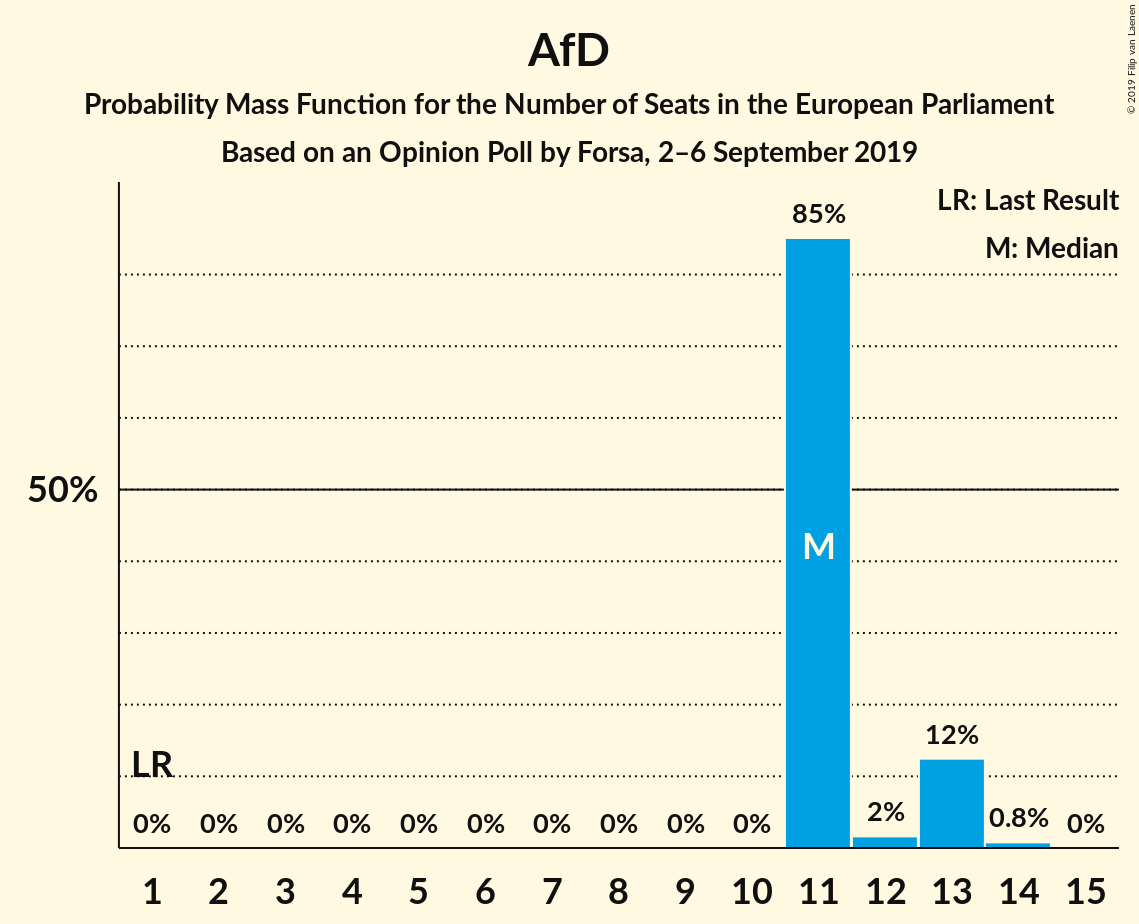 AfD
Probability Mass Function for the Number of Seats in the European Parliament
Based on an Opinion Poll by Forsa, 2–6 September 2019
© 2019 Filip van Laenen
LR: Last Result
M: Median
85%
50%
M
LR
12%
0% 0% 0% 0% 0% 0% 0% 0% 0% 0% 2% 0.8% 0%
1 2 3 4 5 6 7 8 9 10 11 12 13 14 15